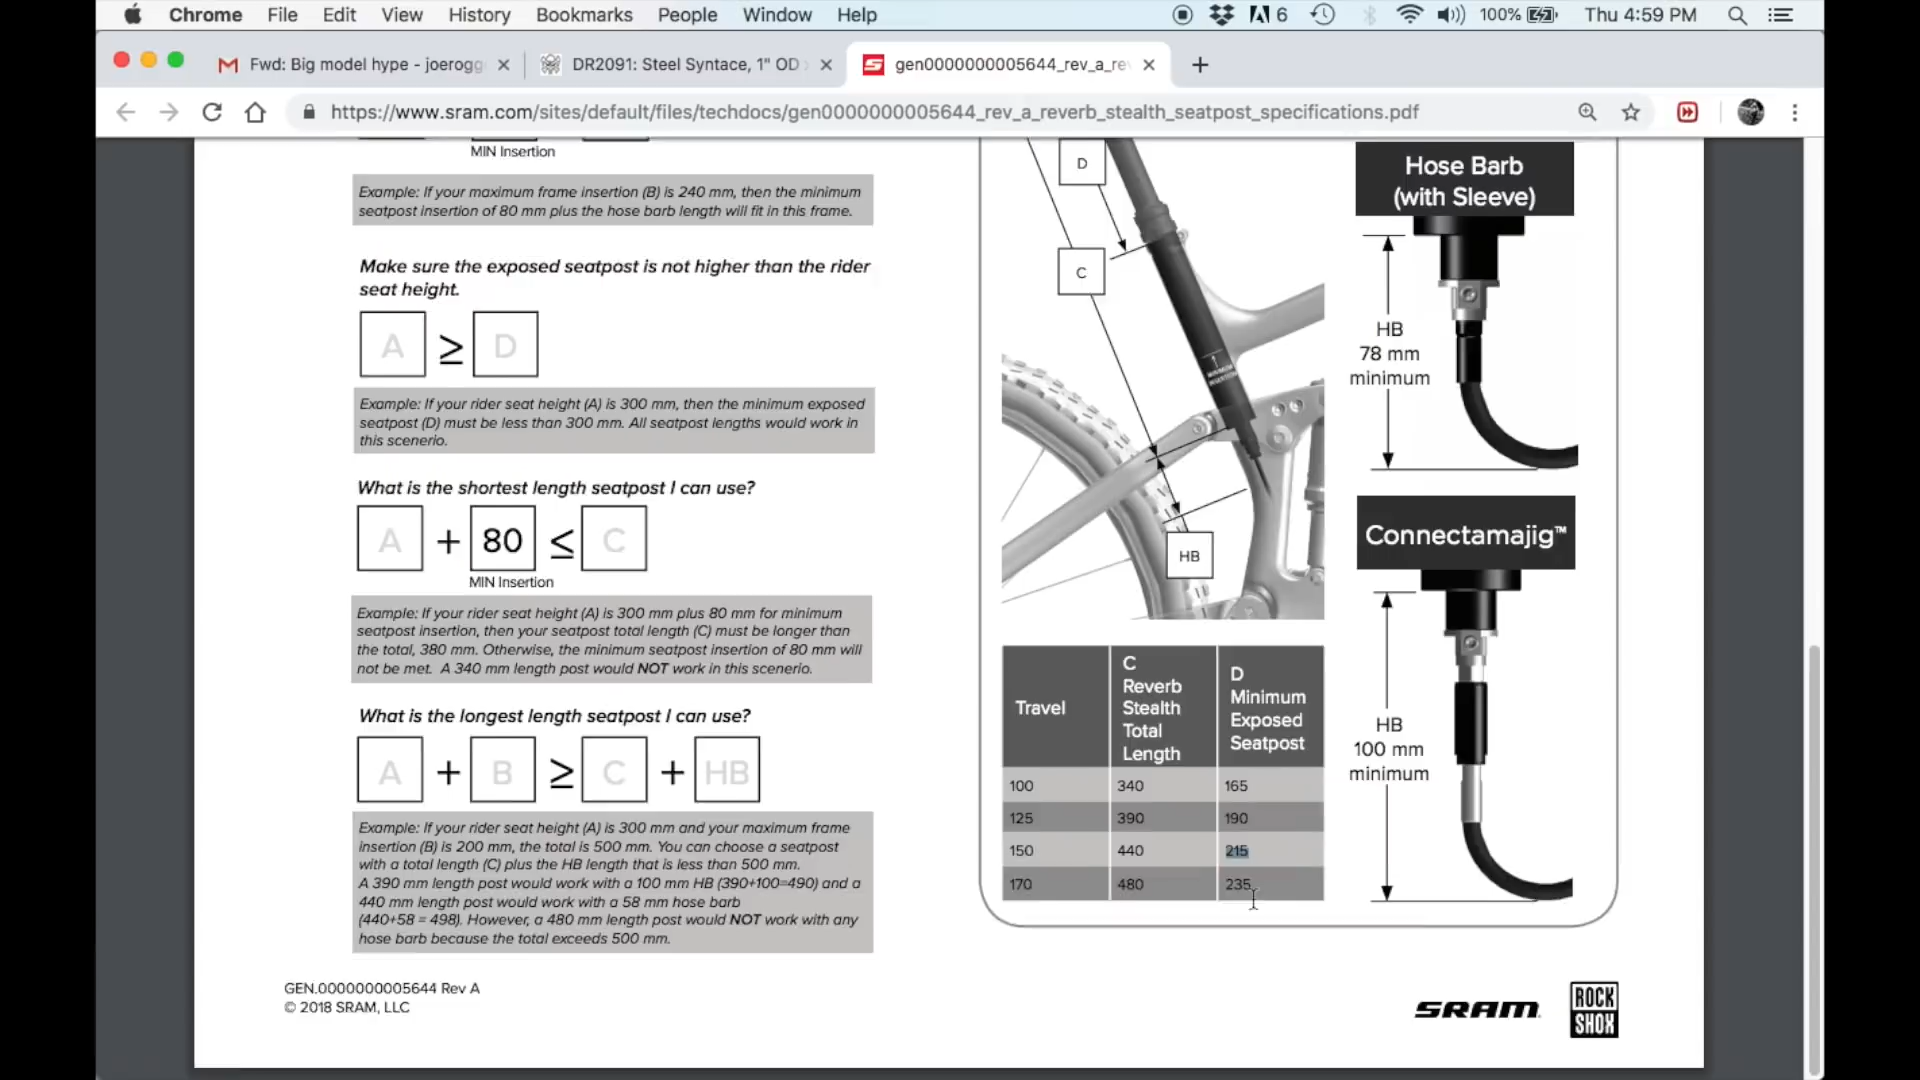 Chrome File Edit View History Bookmarks People Window Help 6 100% Thu 4:59 PM
Fwd: Big model hype - joerogg
DR2091: Steel Syntace, 1" OD
gen0000000005644_rev_a_re
https://www.sram.com/sites/default/files/techdocs/gen0000000005644_rev_a_reverb_stealth_seatpost_specifications.pdf
MIN Insertion
Example: If your maximum frame insertion (B) is 240 mm, then the minimum
seatpost insertion of 80 mm plus the hose barb length will fit in this frame.
Make sure the exposed seatpost is not higher than the rider
seat height.
A ≥ D
Example: If your rider seat height (A) is 300 mm, then the minimum exposed
seatpost (D) must be less than 300 mm. All seatpost lengths would work in
this scenerio.
What is the shortest length seatpost I can use?
A + 80 ≤ C
MIN Insertion
Example: If your rider seat height (A) is 300 mm plus 80 mm for minimum
seatpost insertion, then your seatpost total length (C) must be longer than
the total, 380 mm. Otherwise, the minimum seatpost insertion of 80 mm will
not be met. A 340 mm length post would NOT work in this scenerio.
What is the longest length seatpost I can use?
A + B ≥ C + HB
Example: If your rider seat height (A) is 300 mm and your maximum frame
insertion (B) is 200 mm, the total is 500 mm. You can choose a seatpost
with a total length (C) plus the HB length that is less than 500 mm.
A 390 mm length post would work with a 100 mm HB (390+100=490) and a
440 mm length post would work with a 58 mm hose barb
(440+58 = 498). However, a 480 mm length post would NOT work with any
hose barb because the total exceeds 500 mm.
GEN.0000000005644 Rev A
© 2018 SRAM, LLC
D
C
MINIMUM
INSERTION
HB
Travel
C
Reverb
Stealth
Total
Length
D
Minimum
Exposed
Seatpost
100 340 165
125 390 190
150 440 215
170 480 235
Hose Barb
(with Sleeve)
HB
78 mm
minimum
Connectamajig™
HB
100 mm
minimum
SRAM
ROCK
SHOX